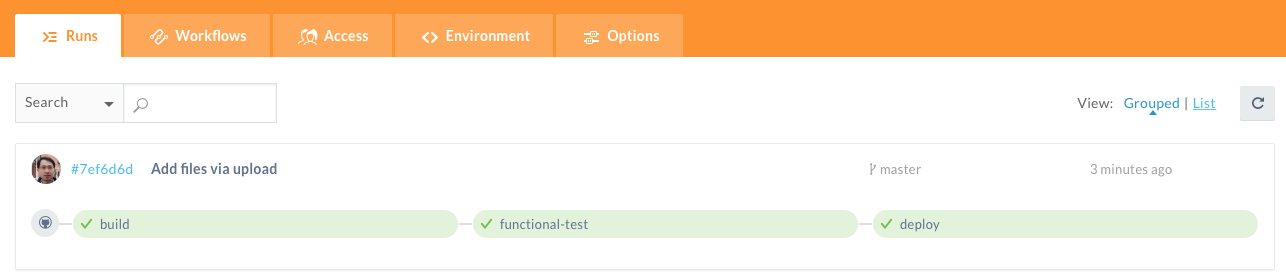 Runs Workflows Access Environment Options
Search View: Grouped | List
#7ef6d6d Add files via upload master 3 minutes ago
build functional-test deploy